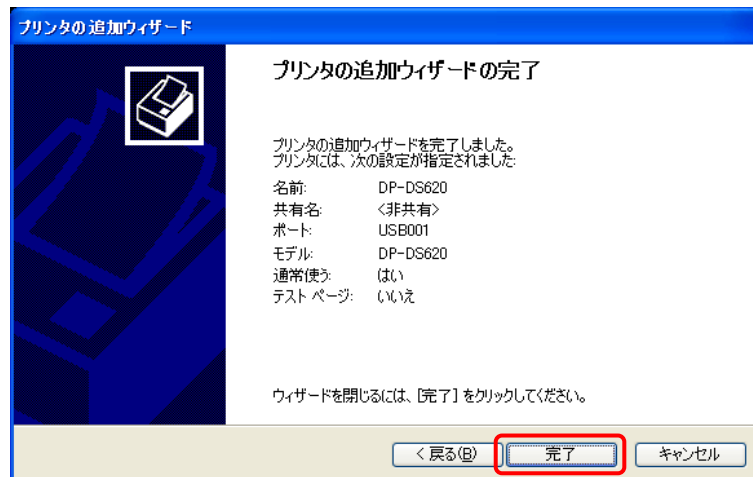 プリンタの追加ウィザード
プリンタの追加ウィザードの完了
プリンタの追加ウィザードを完了しました。
プリンタには、次の設定が指定されました:
名前: DP-DS620
共有名: <非共有>
ポート: USB001
モデル: DP-DS620
通常使う: はい
テスト ページ: いいえ
ウィザードを閉じるには、[完了] をクリックしてください。
< 戻る(B) 完了 キャンセル